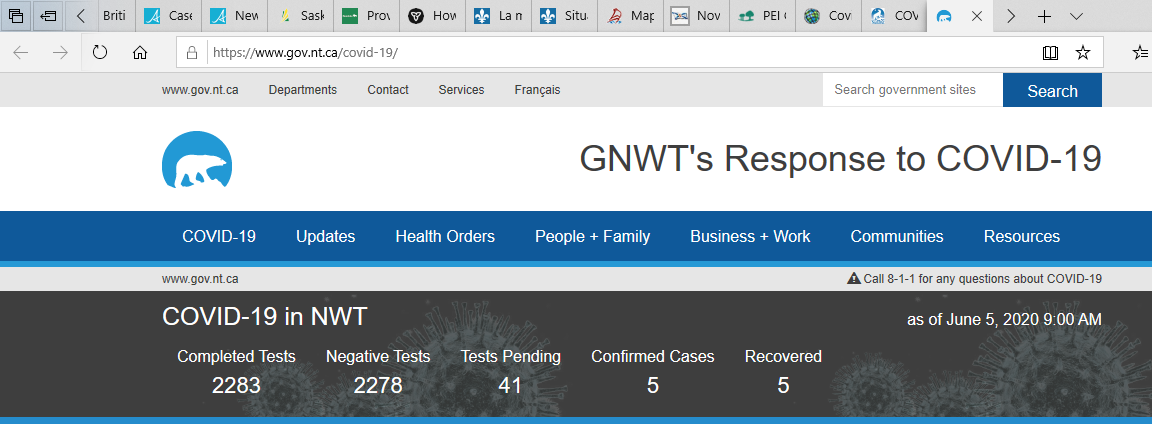 Briti Case New Sask Prov How La m Situ Map Nov PEI Covi COV
https://www.gov.nt.ca/covid-19/
www.gov.nt.ca Departments Contact Services Français Search government sites Search
GNWT's Response to COVID-19
COVID-19 Updates Health Orders People + Family Business + Work Communities Resources
www.gov.nt.ca Call 8-1-1 for any questions about COVID-19
COVID-19 in NWT as of June 5, 2020 9:00 AM
Completed Tests Negative Tests Tests Pending Confirmed Cases Recovered
2283 2278 41 5 5